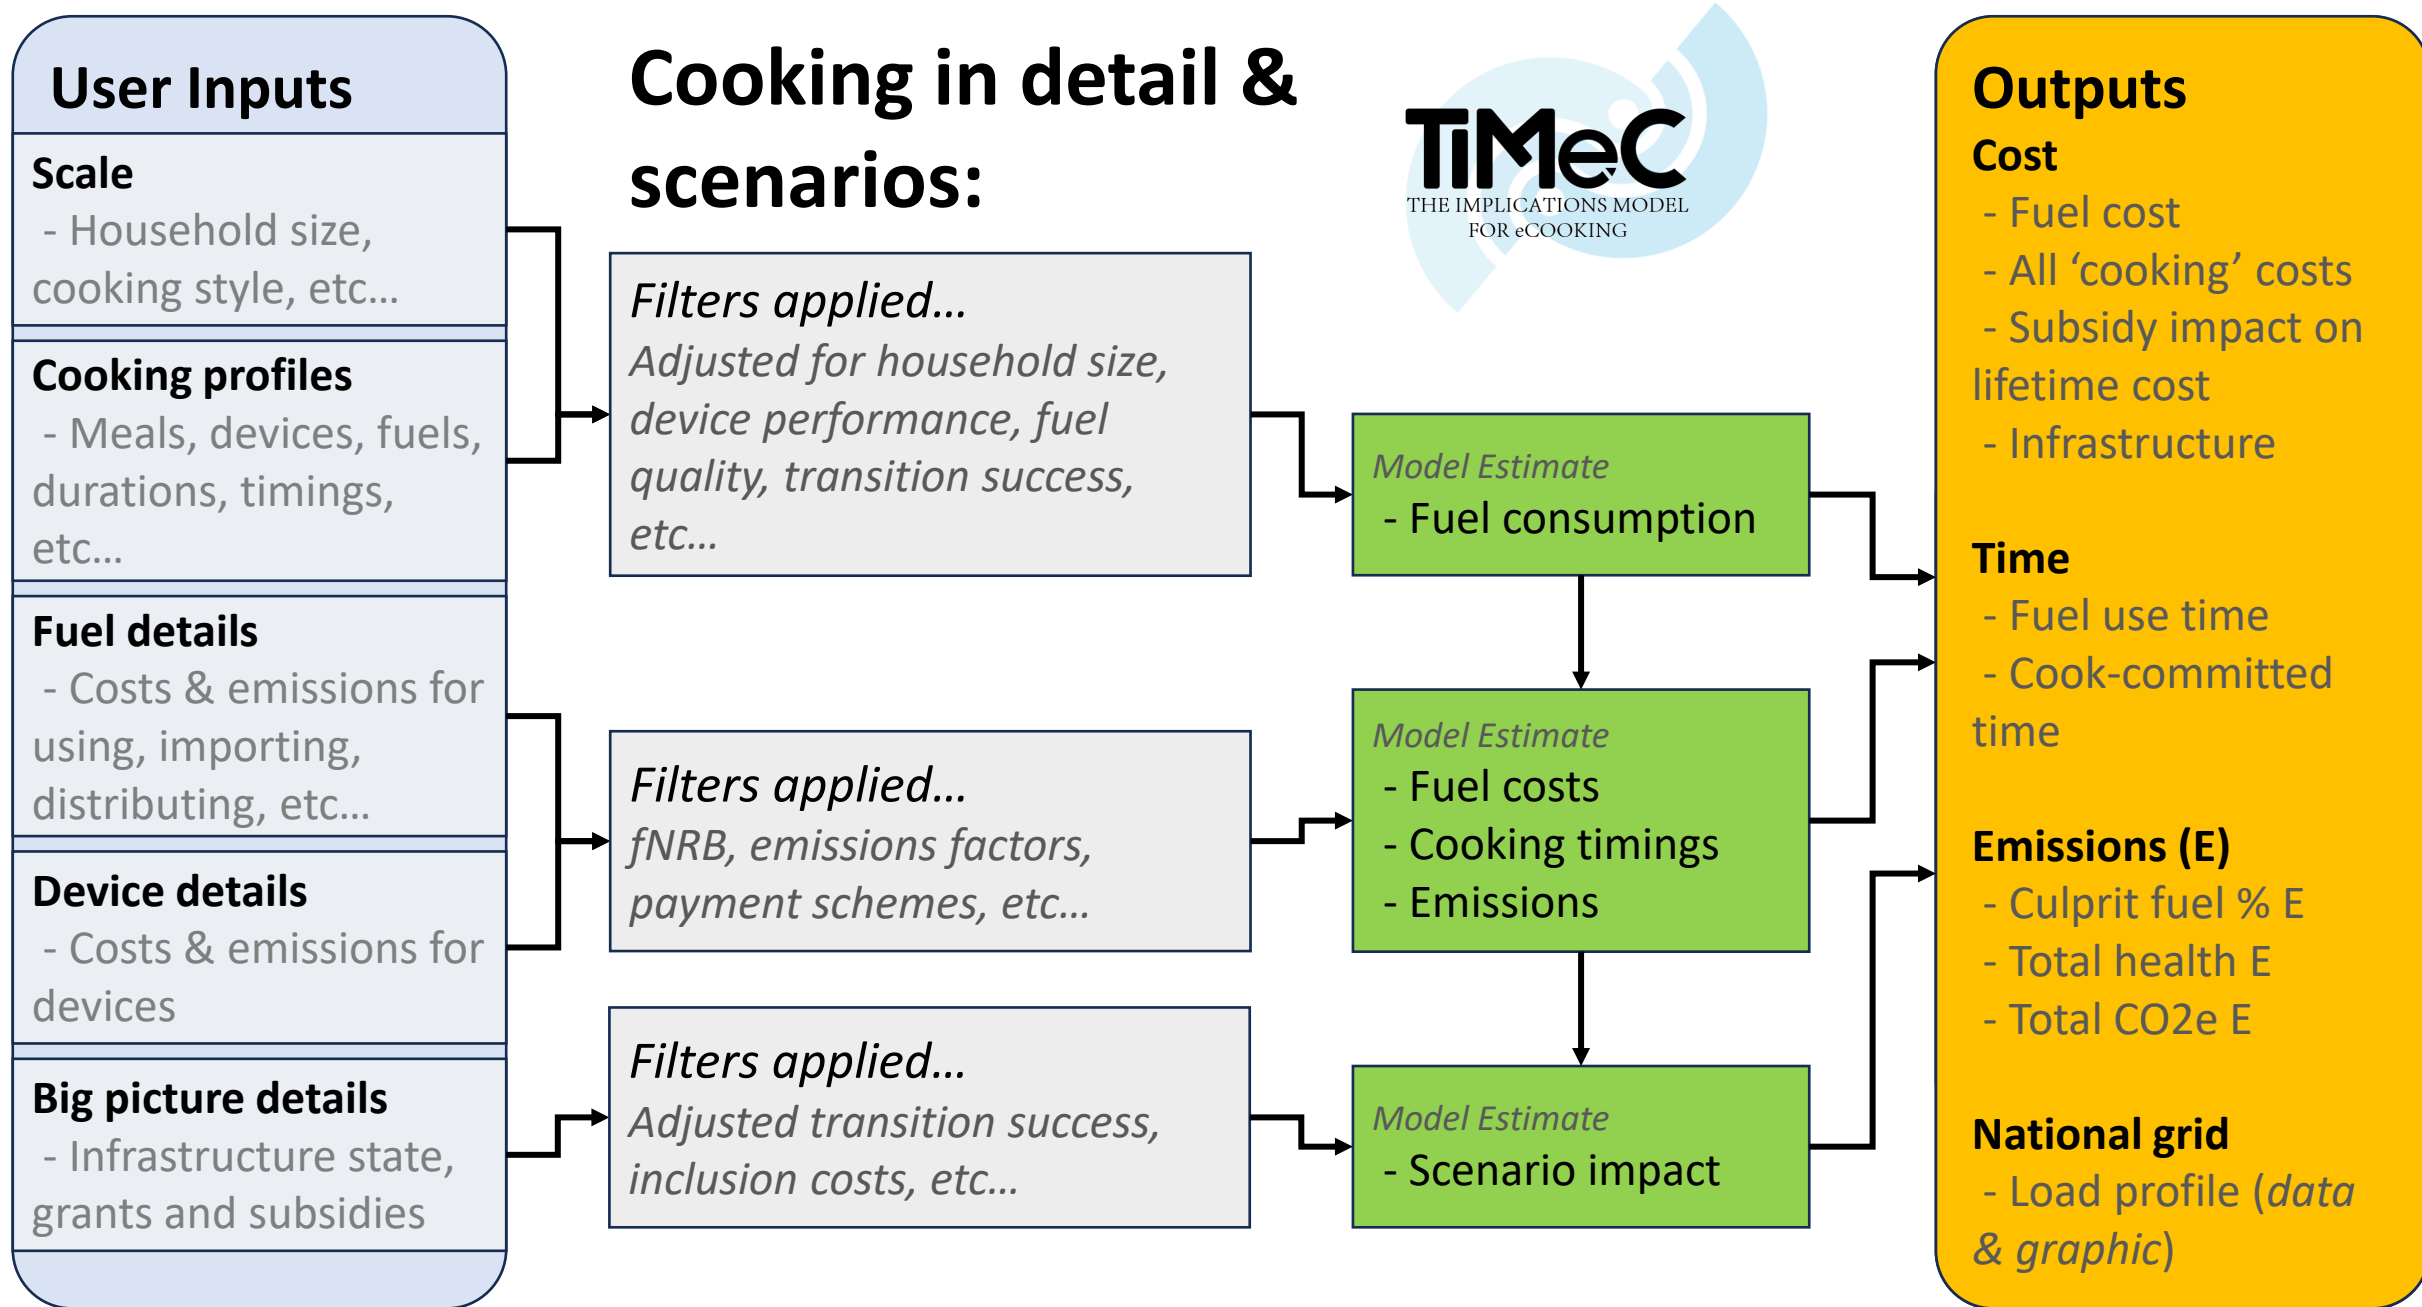 User Inputs
Scale
- Household size,
cooking style, etc...
Cooking profiles
- Meals, devices, fuels,
durations, timings,
etc...
Fuel details
- Costs & emissions for
using, importing,
distributing, etc...
Device details
- Costs & emissions for
devices
Big picture details
- Infrastructure state,
grants and subsidies
Cooking in detail &
scenarios:
TiMeC
THE IMPLICATIONS MODEL
FOR eCOOKING
Filters applied...
Adjusted for household size,
device performance, fuel
quality, transition success,
etc...
Filters applied...
fNRB, emissions factors,
payment schemes, etc...
Filters applied...
Adjusted transition success,
inclusion costs, etc...
Model Estimate
- Fuel consumption
Model Estimate
- Fuel costs
- Cooking timings
- Emissions
Model Estimate
- Scenario impact
Outputs
Cost
- Fuel cost
- All ‘cooking’ costs
- Subsidy impact on
lifetime cost
- Infrastructure
Time
- Fuel use time
- Cook-committed
time
Emissions (E)
- Culprit fuel % E
- Total health E
- Total CO2e E
National grid
- Load profile (data
& graphic)